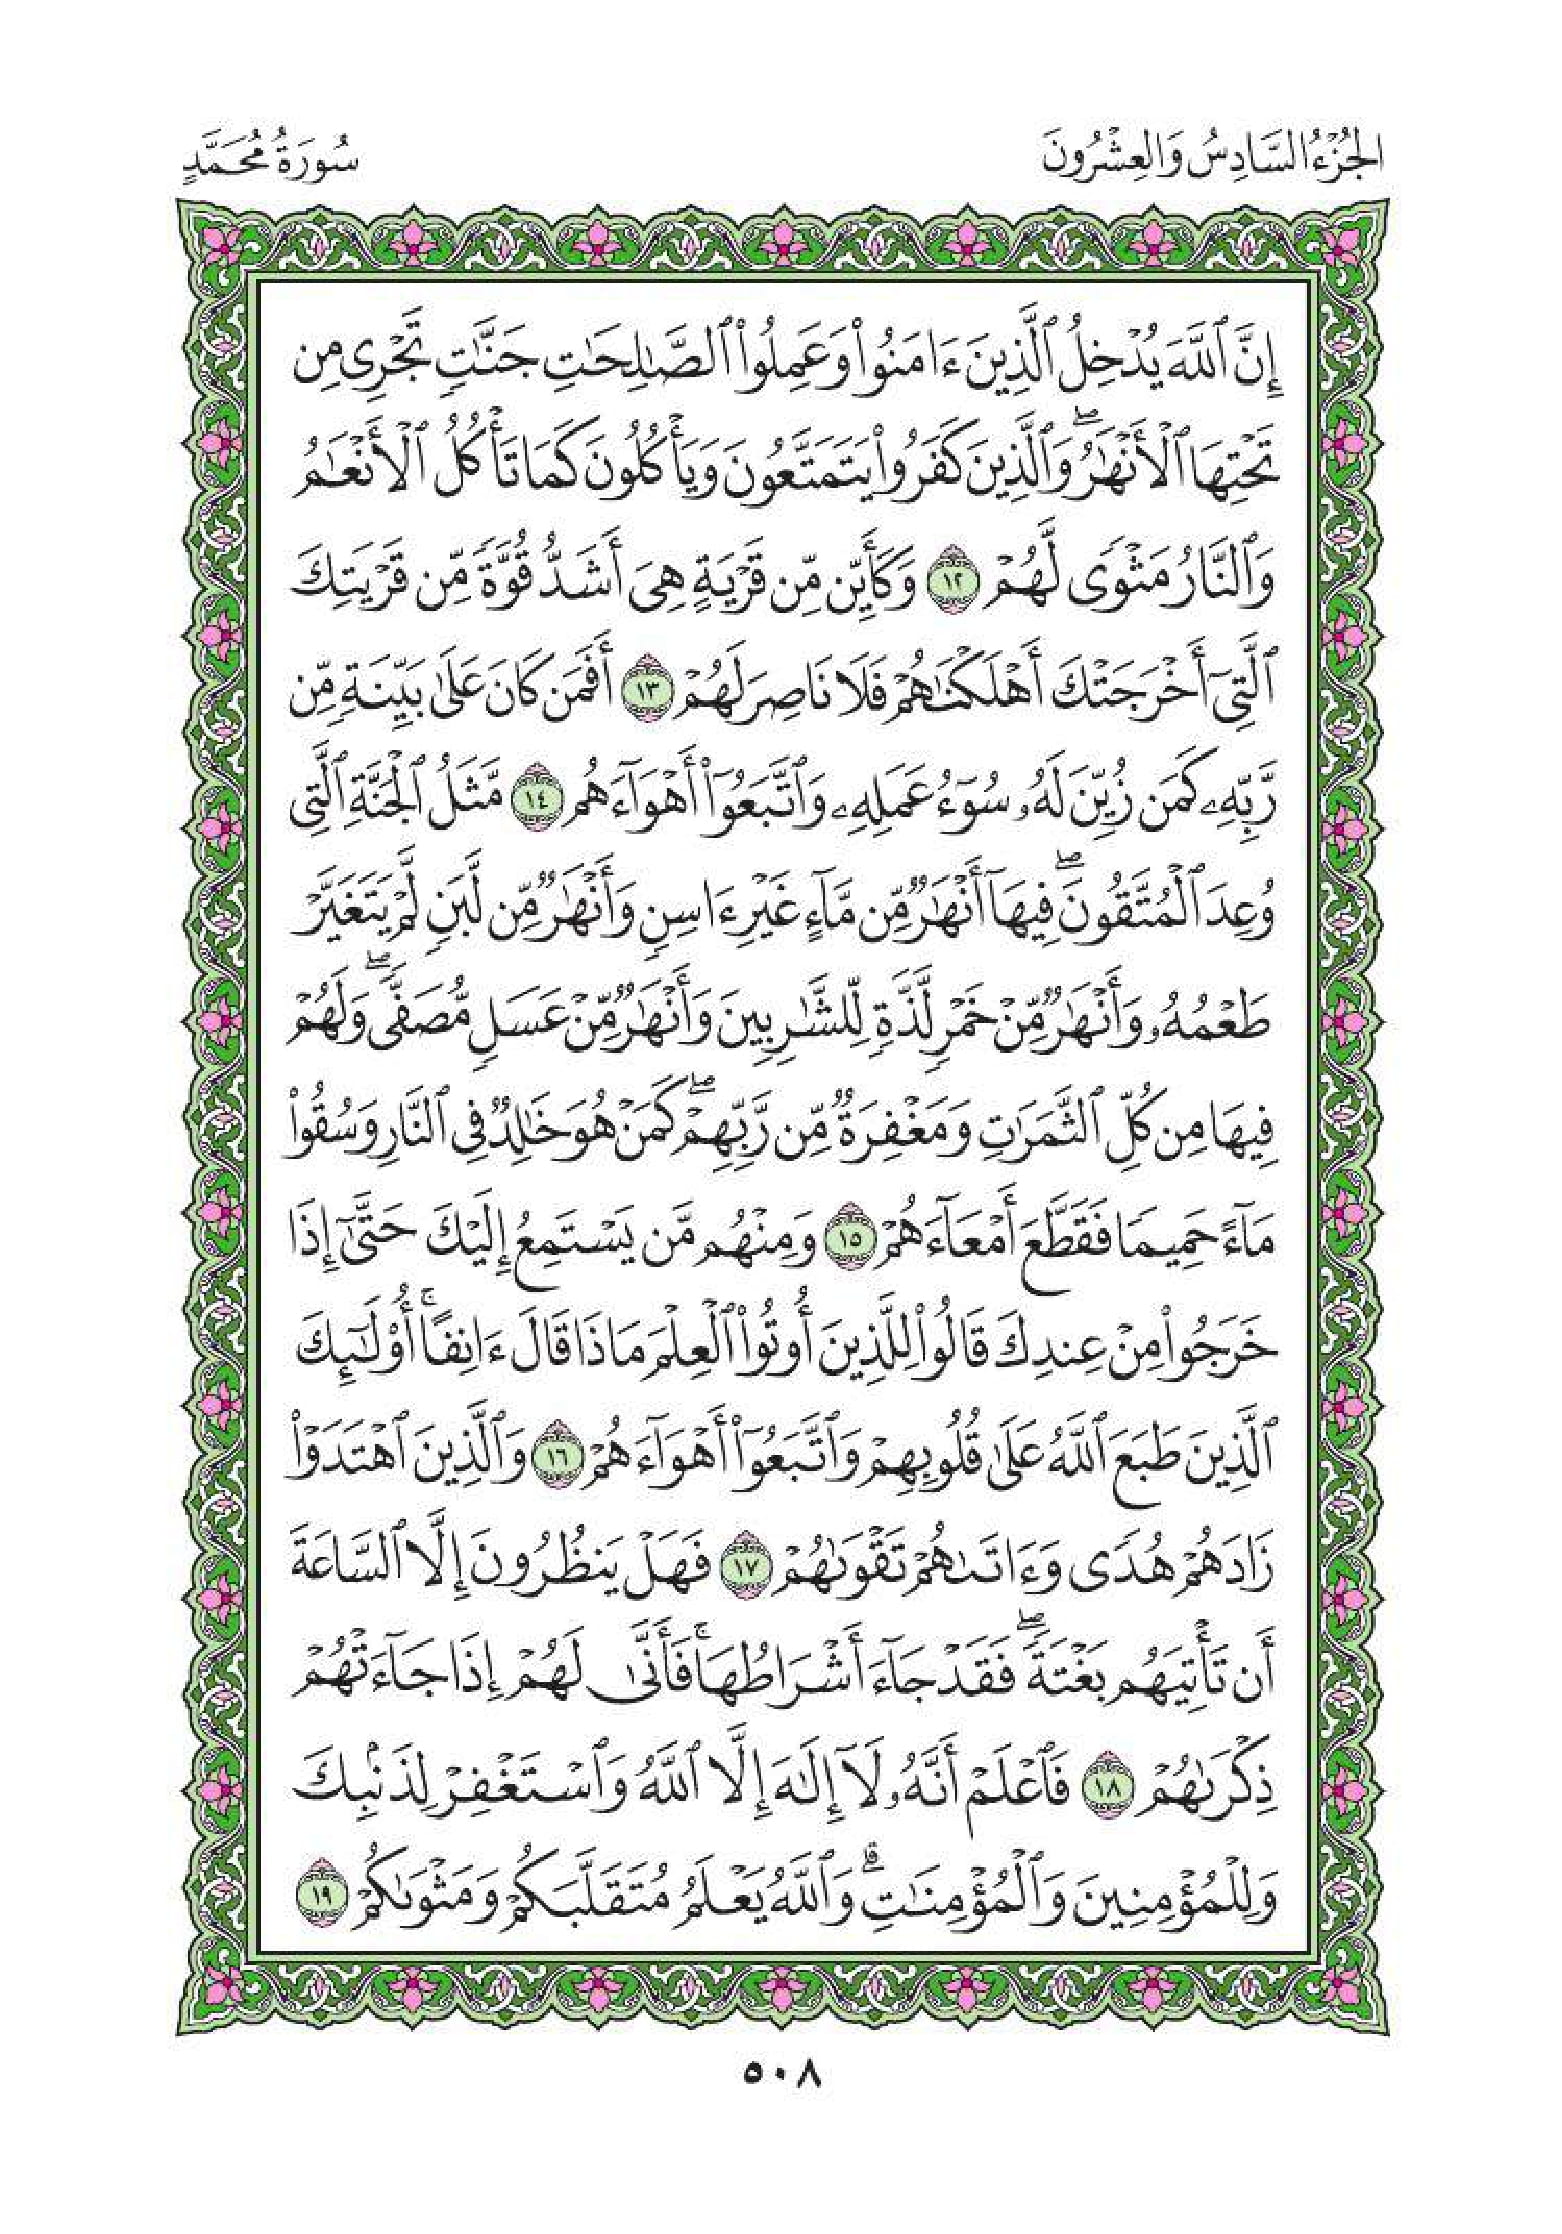 الجُزْءُ السَّادِسُ وَالعِشْرُونَ
سُورَةُ مُحَمَّدٍ
إِنَّ ٱللَّهَ يُدْخِلُ ٱلَّذِينَ ءَامَنُوا۟ وَعَمِلُوا۟ ٱلصَّـٰلِحَـٰتِ جَنَّـٰتٍ تَجْرِى مِن
تَحْتِهَا ٱلْأَنْهَـٰرُ ۖ وَٱلَّذِينَ كَفَرُوا۟ يَتَمَتَّعُونَ وَيَأْكُلُونَ كَمَا تَأْكُلُ ٱلْأَنْعَـٰمُ
وَٱلنَّارُ مَثْوًى لَّهُمْ ١٢ وَكَأَيِّن مِّن قَرْيَةٍ هِىَ أَشَدُّ قُوَّةً مِّن قَرْيَتِكَ
ٱلَّتِىٓ أَخْرَجَتْكَ أَهْلَكْنَـٰهُمْ فَلَا نَاصِرَ لَهُمْ ١٣ أَفَمَن كَانَ عَلَىٰ بَيِّنَةٍ مِّن
رَّبِّهِۦ كَمَن زُيِّنَ لَهُۥ سُوٓءُ عَمَلِهِۦ وَٱتَّبَعُوٓا۟ أَهْوَآءَهُم ١٤ مَّثَلُ ٱلْجَنَّةِ ٱلَّتِى
وُعِدَ ٱلْمُتَّقُونَ ۖ فِيهَآ أَنْهَـٰرٌ مِّن مَّآءٍ غَيْرِ ءَاسِنٍ وَأَنْهَـٰرٌ مِّن لَّبَنٍ لَّمْ يَتَغَيَّرْ
طَعْمُهُۥ وَأَنْهَـٰرٌ مِّنْ خَمْرٍ لَّذَّةٍ لِّلشَّـٰرِبِينَ وَأَنْهَـٰرٌ مِّنْ عَسَلٍ مُّصَفًّى ۖ وَلَهُمْ
فِيهَا مِن كُلِّ ٱلثَّمَرَٰتِ وَمَغْفِرَةٌ مِّن رَّبِّهِمْ ۖ كَمَنْ هُوَ خَـٰلِدٌ فِى ٱلنَّارِ وَسُقُوا۟
مَآءً حَمِيمًا فَقَطَّعَ أَمْعَآءَهُمْ ١٥ وَمِنْهُم مَّن يَسْتَمِعُ إِلَيْكَ حَتَّىٰٓ إِذَا
خَرَجُوا۟ مِنْ عِندِكَ قَالُوا۟ لِلَّذِينَ أُوتُوا۟ ٱلْعِلْمَ مَاذَا قَالَ ءَانِفًا ۚ أُو۟لَـٰٓئِكَ
ٱلَّذِينَ طَبَعَ ٱللَّهُ عَلَىٰ قُلُوبِهِمْ وَٱتَّبَعُوٓا۟ أَهْوَآءَهُمْ ١٦ وَٱلَّذِينَ ٱهْتَدَوْا۟
زَادَهُمْ هُدًى وَءَاتَىٰهُمْ تَقْوَىٰهُمْ ١٧ فَهَلْ يَنظُرُونَ إِلَّا ٱلسَّاعَةَ
أَن تَأْتِيَهُم بَغْتَةً ۖ فَقَدْ جَآءَ أَشْرَاطُهَا ۚ فَأَنَّىٰ لَهُمْ إِذَا جَآءَتْهُمْ
ذِكْرَىٰهُمْ ١٨ فَٱعْلَمْ أَنَّهُۥ لَآ إِلَـٰهَ إِلَّا ٱللَّهُ وَٱسْتَغْفِرْ لِذَنۢبِكَ
وَلِلْمُؤْمِنِينَ وَٱلْمُؤْمِنَـٰتِ ۗ وَٱللَّهُ يَعْلَمُ مُتَقَلَّبَكُمْ وَمَثْوَىٰكُمْ ١٩
٥٠٨